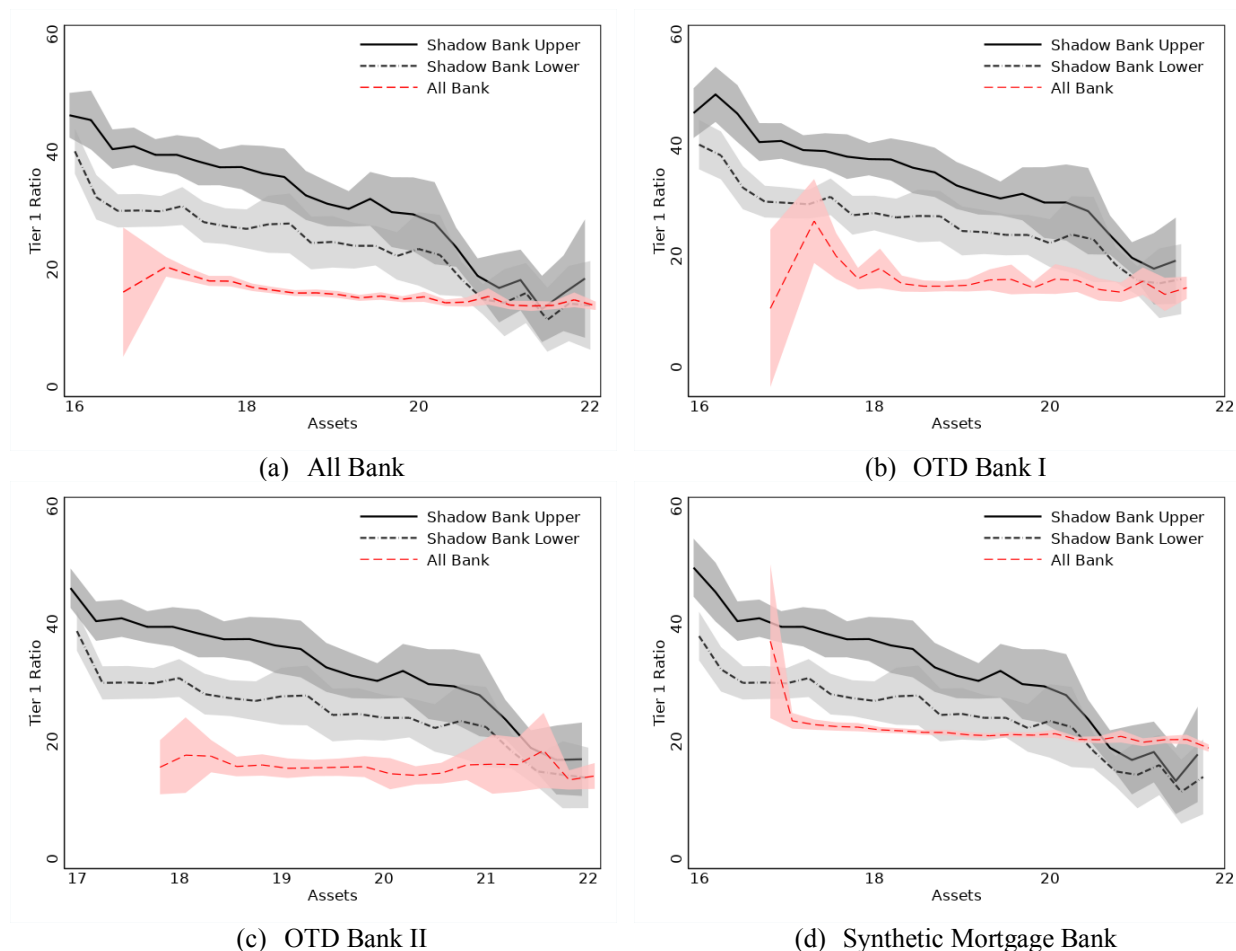 60
40
20
0
Tier 1 Ratio
Shadow Bank Upper
Shadow Bank Lower
All Bank
16 18 20 22
Assets
(a) All Bank
60
40
20
0
Tier 1 Ratio
Shadow Bank Upper
Shadow Bank Lower
All Bank
16 18 20 22
Assets
(b) OTD Bank I
60
40
20
0
Tier 1 Ratio
Shadow Bank Upper
Shadow Bank Lower
All Bank
17 18 19 20 21 22
Assets
(c) OTD Bank II
60
40
20
0
Tier 1 Ratio
Shadow Bank Upper
Shadow Bank Lower
All Bank
16 18 20 22
Assets
(d) Synthetic Mortgage Bank